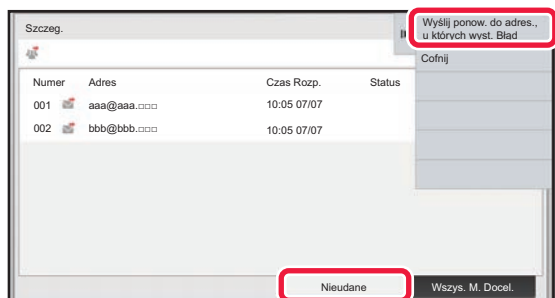 Szczeg.
Wyślij ponow. do adres.,
u których wyst. Błąd
Cofnij
Numer Adres Czas Rozp. Status
001 aaa@aaa.□□□ 10:05 07/07
002 bbb@bbb.□□□ 10:05 07/07
Nieudane Wszys. M. Docel.